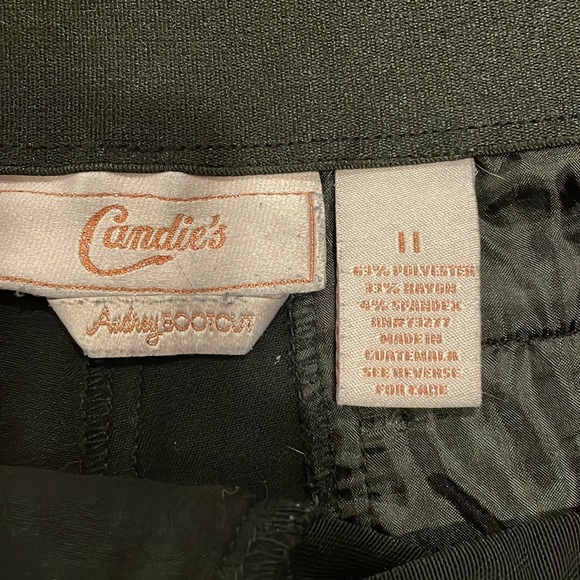 Candie's
Audrey BOOTCUT
11
63% POLYESTER
33% RAYON
4% SPANDEX
RN#73277
MADE IN
GUATEMALA
SEE REVERSE
FOR CARE